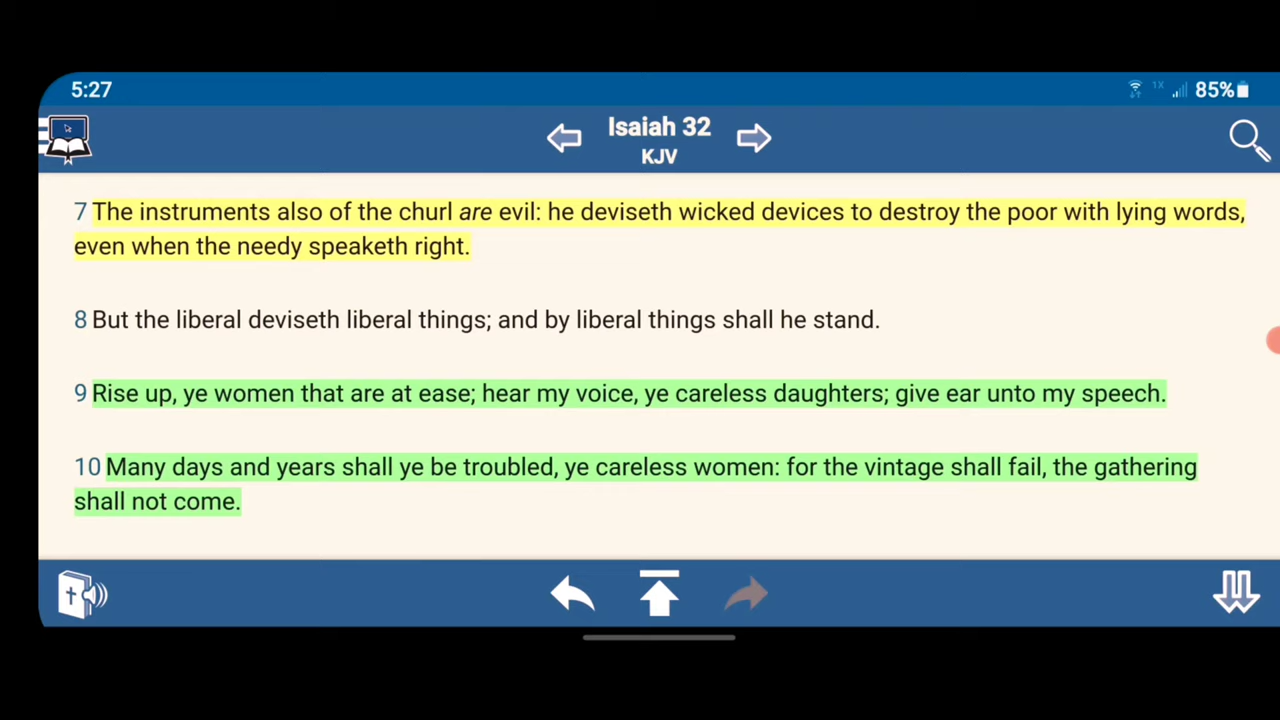 5:27
1X
85%
Isaiah 32
KJV
7 The instruments also of the churl are evil: he deviseth wicked devices to destroy the poor with lying words,
even when the needy speaketh right.
8 But the liberal deviseth liberal things; and by liberal things shall he stand.
9 Rise up, ye women that are at ease; hear my voice, ye careless daughters; give ear unto my speech.
10 Many days and years shall ye be troubled, ye careless women: for the vintage shall fail, the gathering
shall not come.